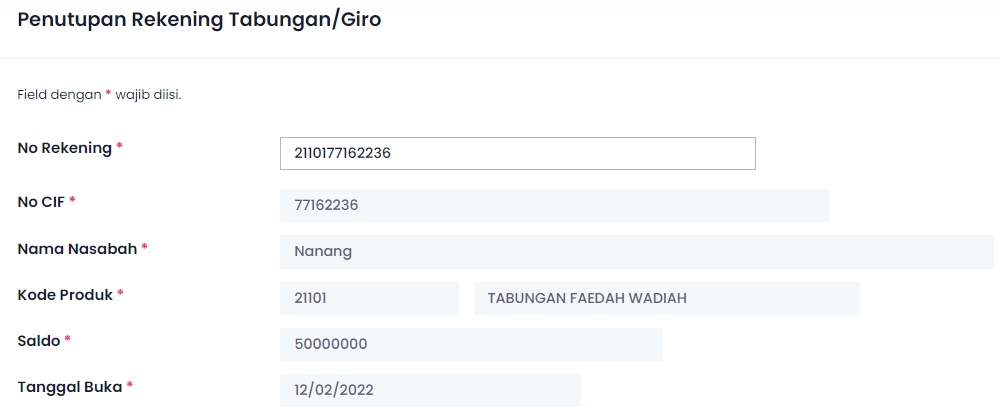 Penutupan Rekening Tabungan/Giro
Field dengan * wajib diisi.
No Rekening * 2110177162236
No CIF * 77162236
Nama Nasabah * Nanang
Kode Produk * 21101 TABUNGAN FAEDAH WADIAH
Saldo * 50000000
Tanggal Buka * 12/02/2022